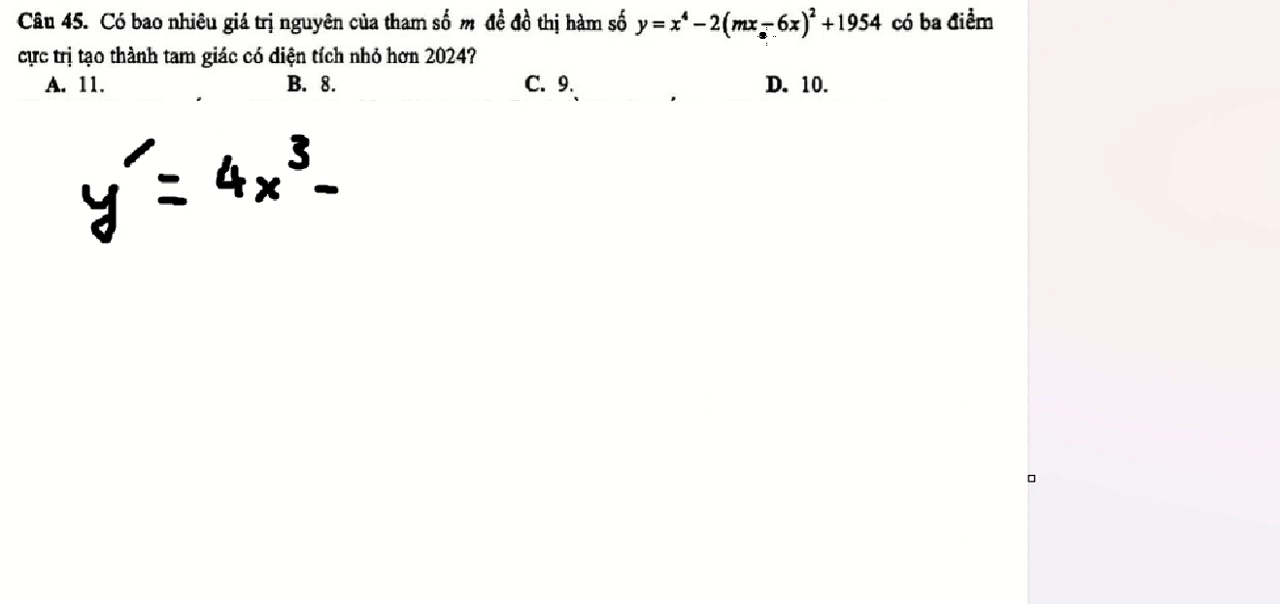 Câu 45. Có bao nhiêu giá trị nguyên của tham số m để đồ thị hàm số y = x⁴ − 2(mx − 6x)² + 1954 có ba điểm
cực trị tạo thành tam giác có diện tích nhỏ hơn 2024?
A. 11. B. 8. C. 9. D. 10.
y' = 4x³ −